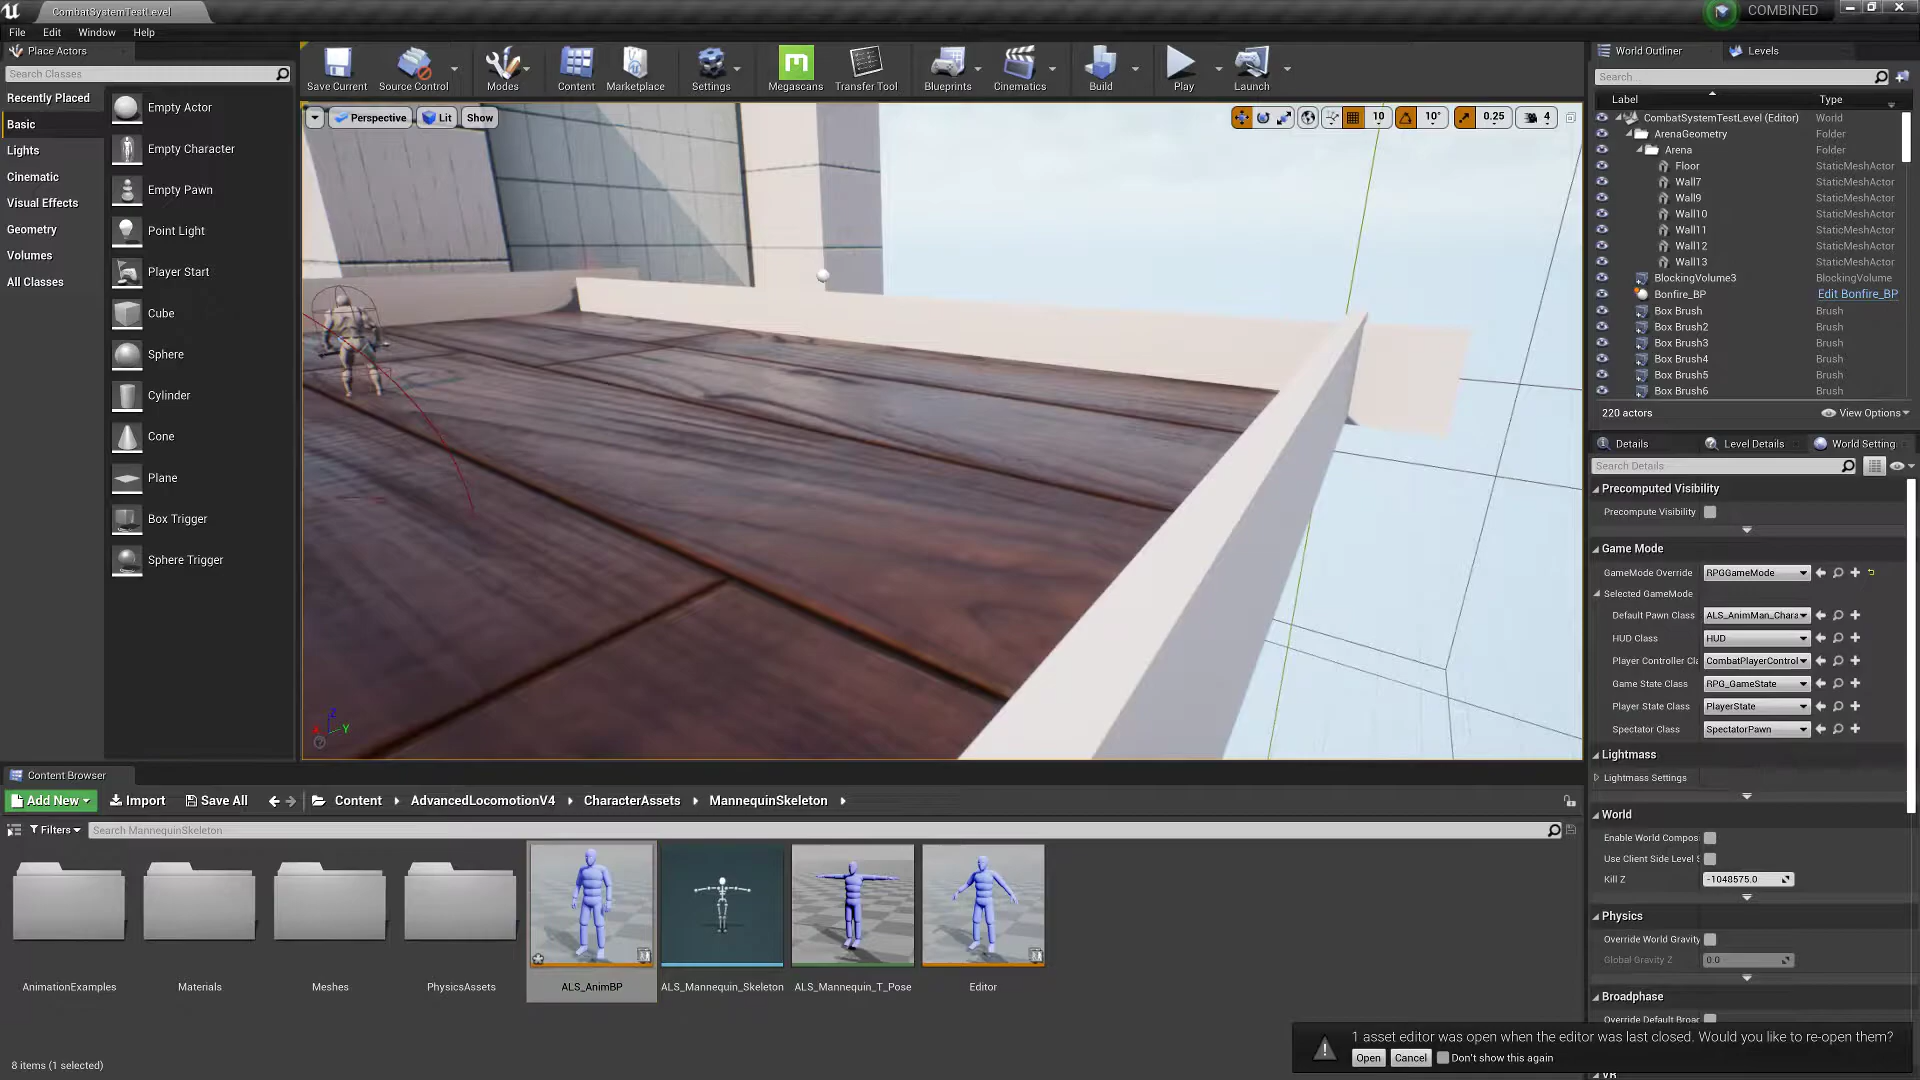 CombatSystemTestLevel
COMBINED
File Edit Window Help
Place Actors
Search Classes
Recently Placed
Basic
Lights
Cinematic
Visual Effects
Geometry
Volumes
All Classes
Empty Actor
Empty Character
Empty Pawn
Point Light
Player Start
Cube
Sphere
Cylinder
Cone
Plane
Box Trigger
Sphere Trigger
Save Current Source Control Modes Content Marketplace Settings Megascans Transfer Tool Blueprints Cinematics Build Play Launch
Perspective Lit Show
10 10° 0.25 4
World Outliner Levels
Search...
Label Type
CombatSystemTestLevel (Editor) World
ArenaGeometry Folder
Arena Folder
Floor StaticMeshActor
Wall7 StaticMeshActor
Wall9 StaticMeshActor
Wall10 StaticMeshActor
Wall11 StaticMeshActor
Wall12 StaticMeshActor
Wall13 StaticMeshActor
BlockingVolume3 BlockingVolume
Bonfire_BP Edit Bonfire_BP
Box Brush Brush
Box Brush2 Brush
Box Brush3 Brush
Box Brush4 Brush
Box Brush5 Brush
Box Brush6 Brush
220 actors View Options
Details Level Details World Setting
Search Details
Precomputed Visibility
Precompute Visibility
Game Mode
GameMode Override RPGGameMode
Selected GameMode
Default Pawn Class ALS_AnimMan_Chara
HUD Class HUD
Player Controller Cla CombatPlayerControl
Game State Class RPG_GameState
Player State Class PlayerState
Spectator Class SpectatorPawn
Lightmass
Lightmass Settings
World
Enable World Compos
Use Client Side Level S
Kill Z -1048575.0
Physics
Override World Gravity
Global Gravity Z 0.0
Broadphase
Override Default Broad
VR
X Z Y
Content Browser
Add New Import Save All Content AdvancedLocomotionV4 CharacterAssets MannequinSkeleton
Filters Search MannequinSkeleton
AnimationExamples Materials Meshes PhysicsAssets ALS_AnimBP ALS_Mannequin_Skeleton ALS_Mannequin_T_Pose Editor
8 items (1 selected)
1 asset editor was open when the editor was last closed. Would you like to re-open them?
Open Cancel Don't show this again